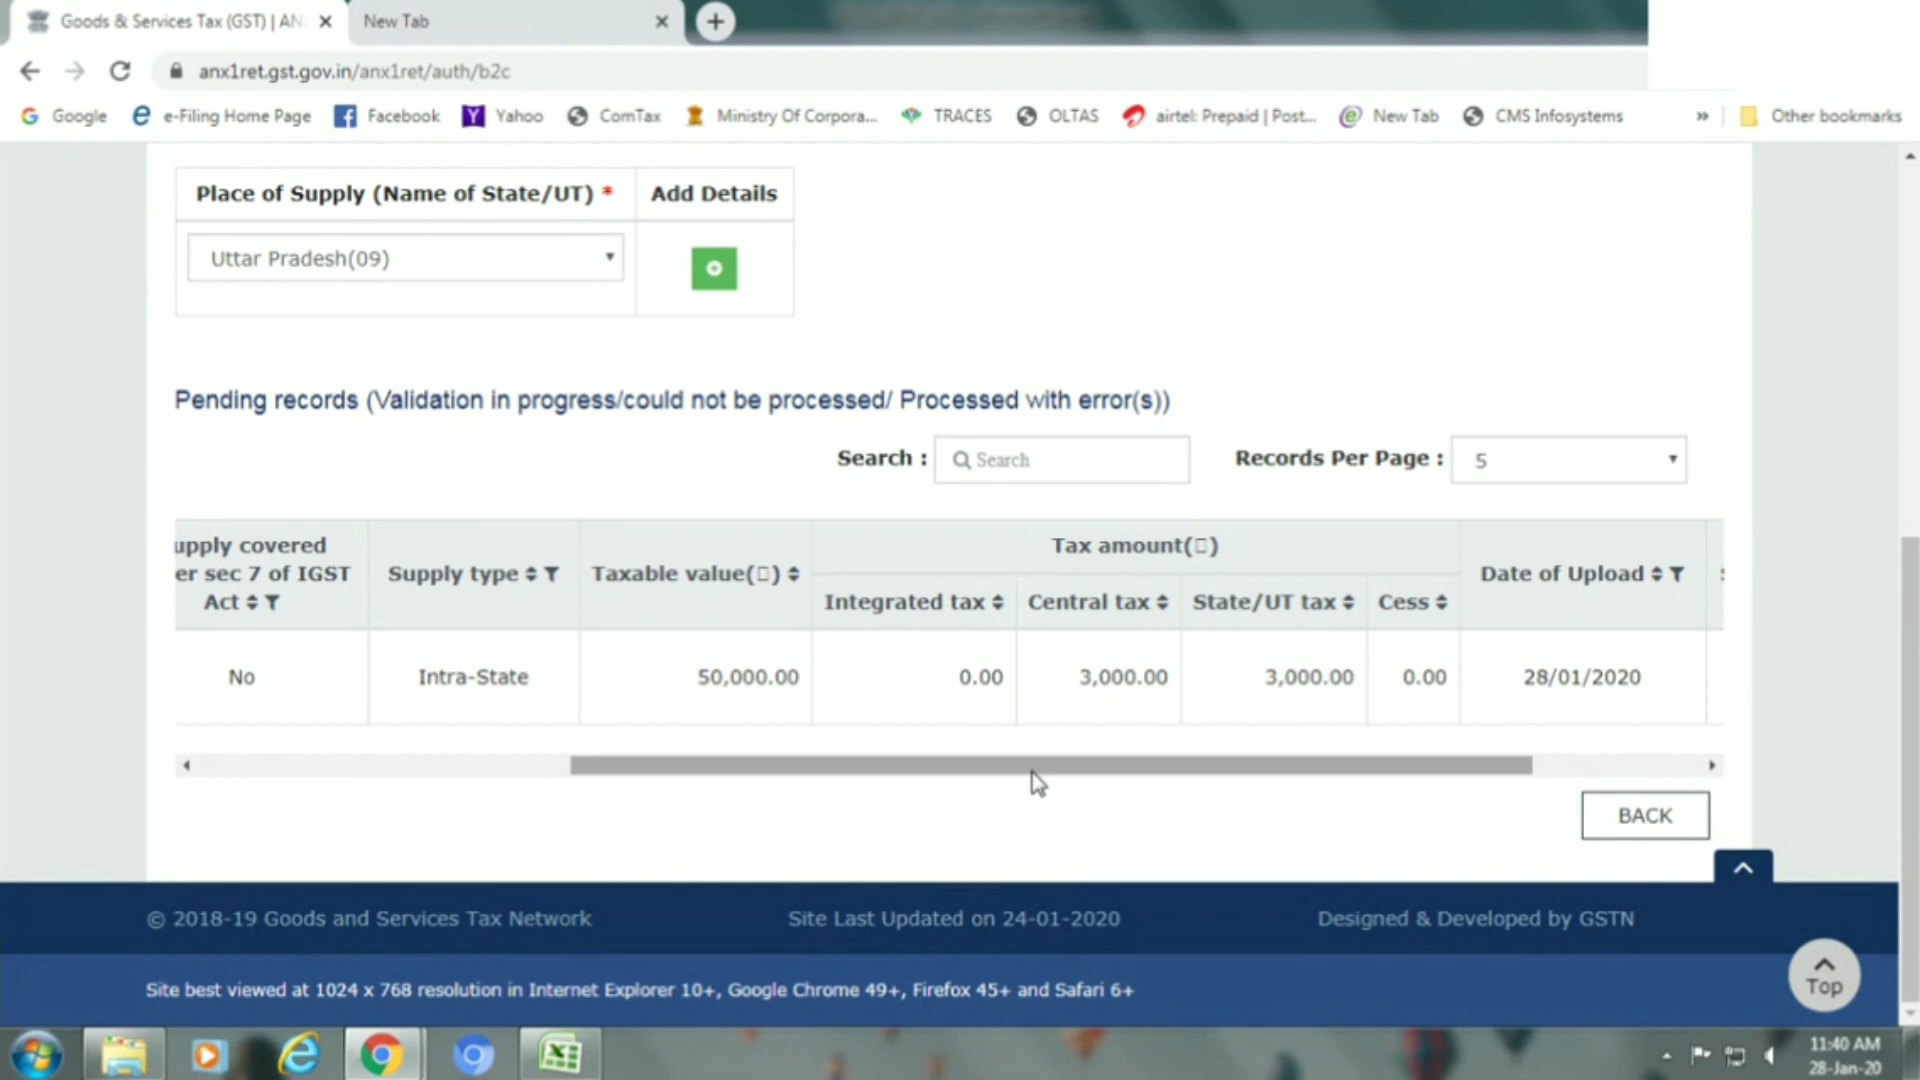 Goods & Services Tax (GST) | AN
New Tab
anx1ret.gst.gov.in/anx1ret/auth/b2c
Google
e-Filing Home Page
Facebook
Yahoo
ComTax
Ministry Of Corpora...
TRACES
OLTAS
airtel: Prepaid | Post...
New Tab
CMS Infosystems
»
Other bookmarks
Place of Supply (Name of State/UT) * Add Details
Uttar Pradesh(09)
Pending records (Validation in progress/could not be processed/ Processed with error(s))
Search : Search
Records Per Page : 5
upply covered
er sec 7 of IGST
Act
Supply type
Taxable value(▯)
Tax amount(▯)
Integrated tax Central tax State/UT tax Cess
Date of Upload
No Intra-State 50,000.00 0.00 3,000.00 3,000.00 0.00 28/01/2020
BACK
© 2018-19 Goods and Services Tax Network Site Last Updated on 24-01-2020 Designed & Developed by GSTN
Top
Site best viewed at 1024 x 768 resolution in Internet Explorer 10+, Google Chrome 49+, Firefox 45+ and Safari 6+
11:40 AM
28-Jan-20